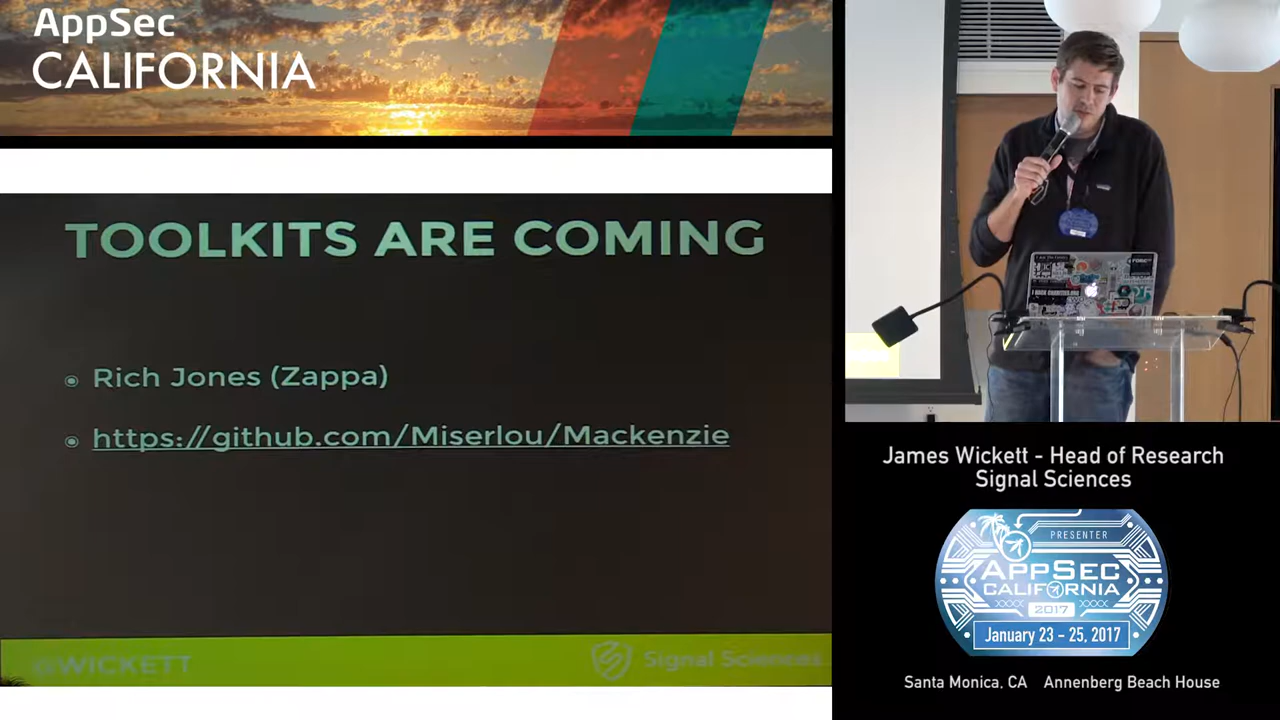 AppSec
CALIFORNIA
TOOLKITS ARE COMING
Rich Jones (Zappa)
https://github.com/Miserlou/Mackenzie
@WICKETT
Signal Sciences
James Wickett - Head of Research
Signal Sciences
PRESENTER
APPSEC
CALIFORNIA
2017
January 23 - 25, 2017
Santa Monica, CA Annenberg Beach House